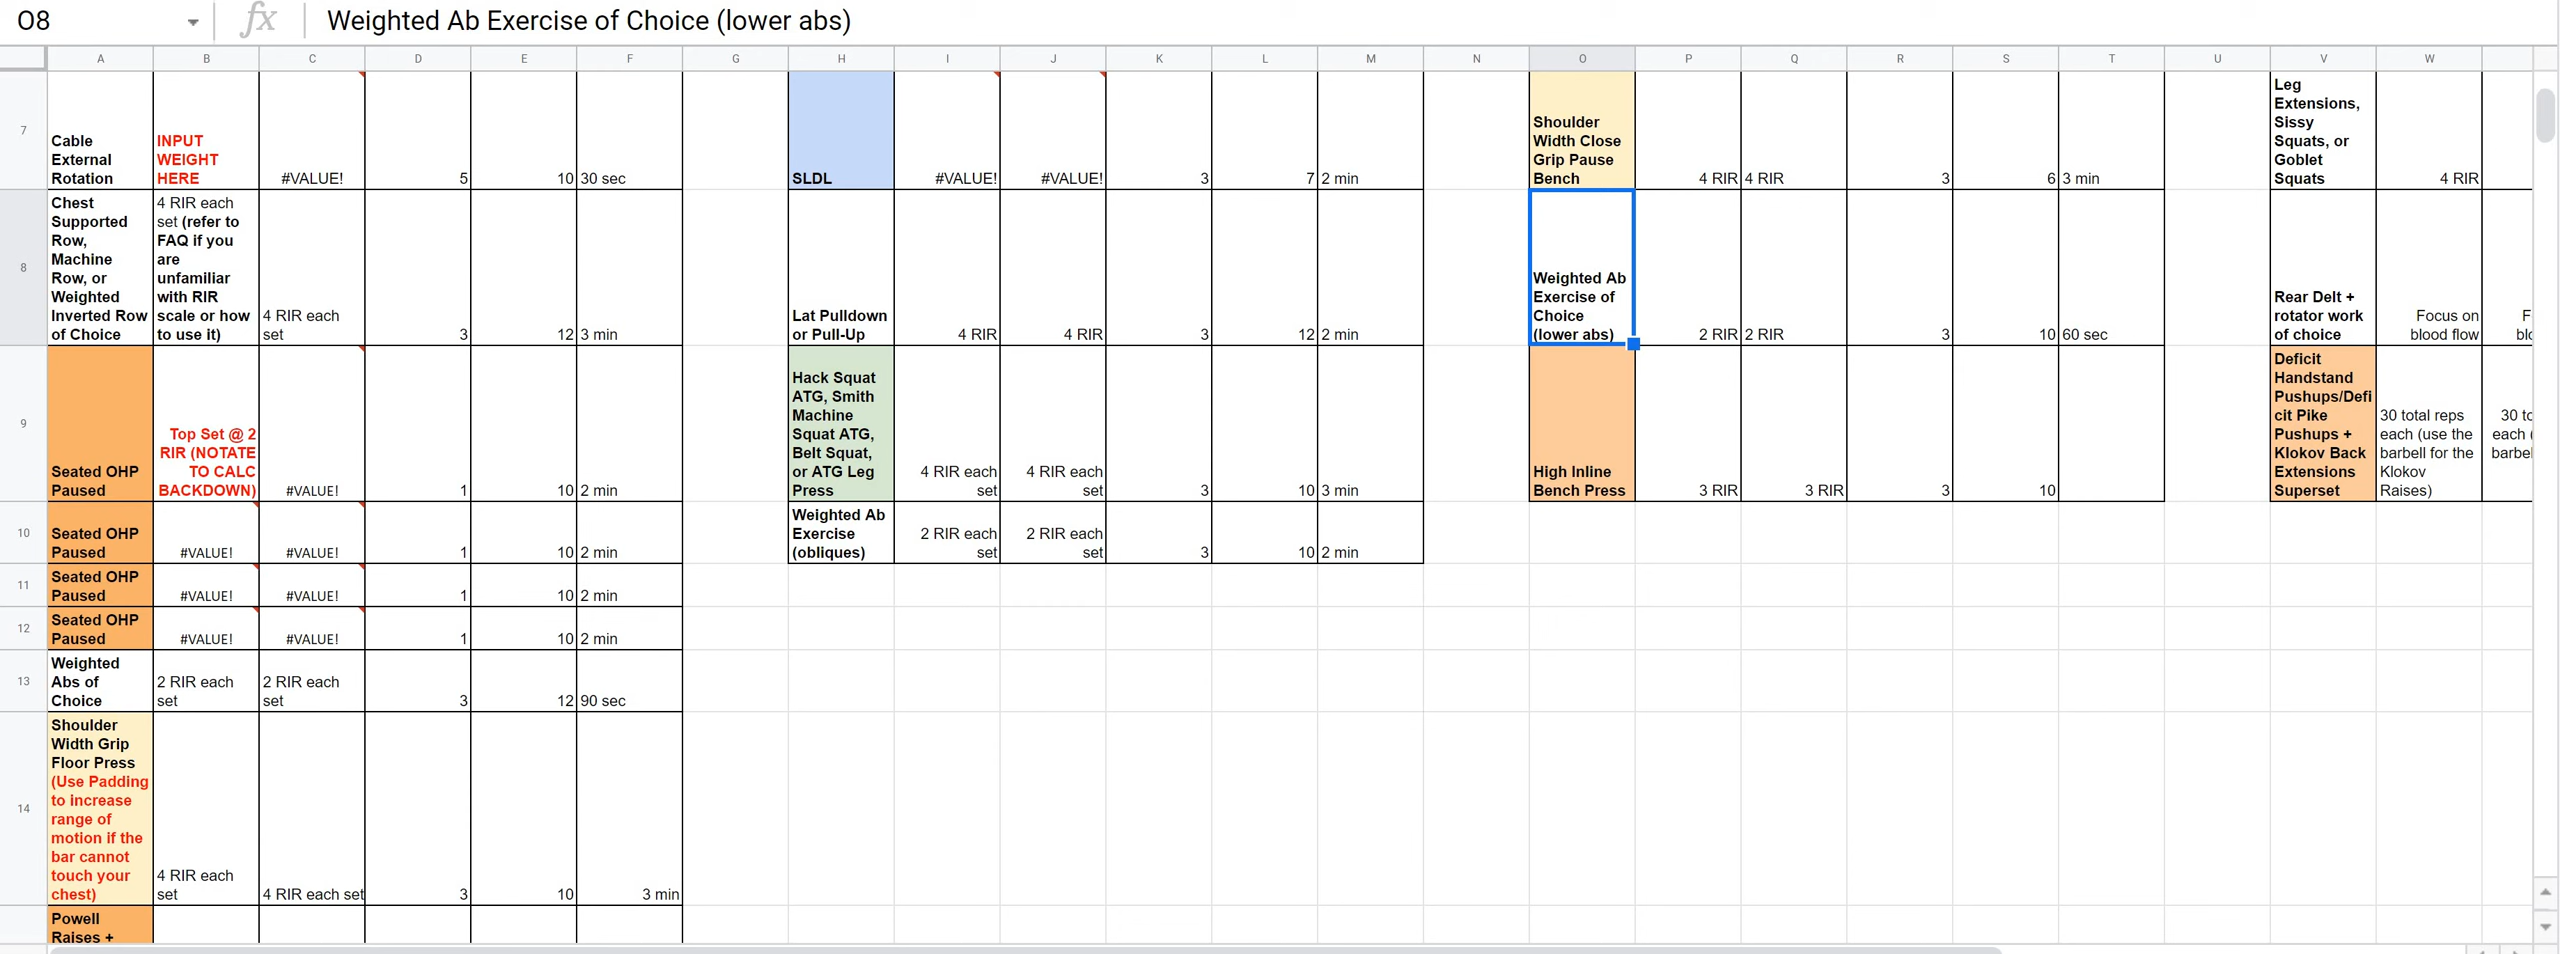 O8 fx Weighted Ab Exercise of Choice (lower abs)
A B C D E F G H I J K L M N O P Q R S T U V W
7
Cable
External
Rotation
INPUT
WEIGHT
HERE
#VALUE!
5
10
30 sec
SLDL
#VALUE!
#VALUE!
3
7
2 min
Shoulder
Width Close
Grip Pause
Bench
4 RIR
4 RIR
3
6
3 min
Leg
Extensions,
Sissy
Squats, or
Goblet
Squats
4 RIR
8
Chest
Supported
Row,
Machine
Row, or
Weighted
Inverted Row
of Choice
4 RIR each
set (refer to
FAQ if you
are
unfamiliar
with RIR
scale or how
to use it)
4 RIR each
set
3
12
3 min
Lat Pulldown
or Pull-Up
4 RIR
4 RIR
3
12
2 min
Weighted Ab
Exercise of
Choice
(lower abs)
2 RIR
2 RIR
3
10
60 sec
Rear Delt +
rotator work
of choice
Focus on
blood flow
9
Seated OHP
Paused
Top Set @ 2
RIR (NOTATE
TO CALC
BACKDOWN)
#VALUE!
1
10
2 min
Hack Squat
ATG, Smith
Machine
Squat ATG,
Belt Squat,
or ATG Leg
Press
4 RIR each
set
4 RIR each
set
3
10
3 min
High Inline
Bench Press
3 RIR
3 RIR
3
10
Deficit
Handstand
Pushups/Defi
cit Pike
Pushups +
Klokov Back
Extensions
Superset
30 total reps
each (use the
barbell for the
Klokov
Raises)
30
each
10
Seated OHP
Paused
#VALUE!
#VALUE!
1
10
2 min
Weighted Ab
Exercise
(obliques)
2 RIR each
set
2 RIR each
set
3
10
2 min
11
Seated OHP
Paused
#VALUE!
#VALUE!
1
10
2 min
12
Seated OHP
Paused
#VALUE!
#VALUE!
1
10
2 min
13
Weighted
Abs of
Choice
2 RIR each
set
2 RIR each
set
3
12
90 sec
14
Shoulder
Width Grip
Floor Press
(Use Padding
to increase
range of
motion if the
bar cannot
touch your
chest)
4 RIR each
set
4 RIR each set
3
10
3 min
Powell
Raises +